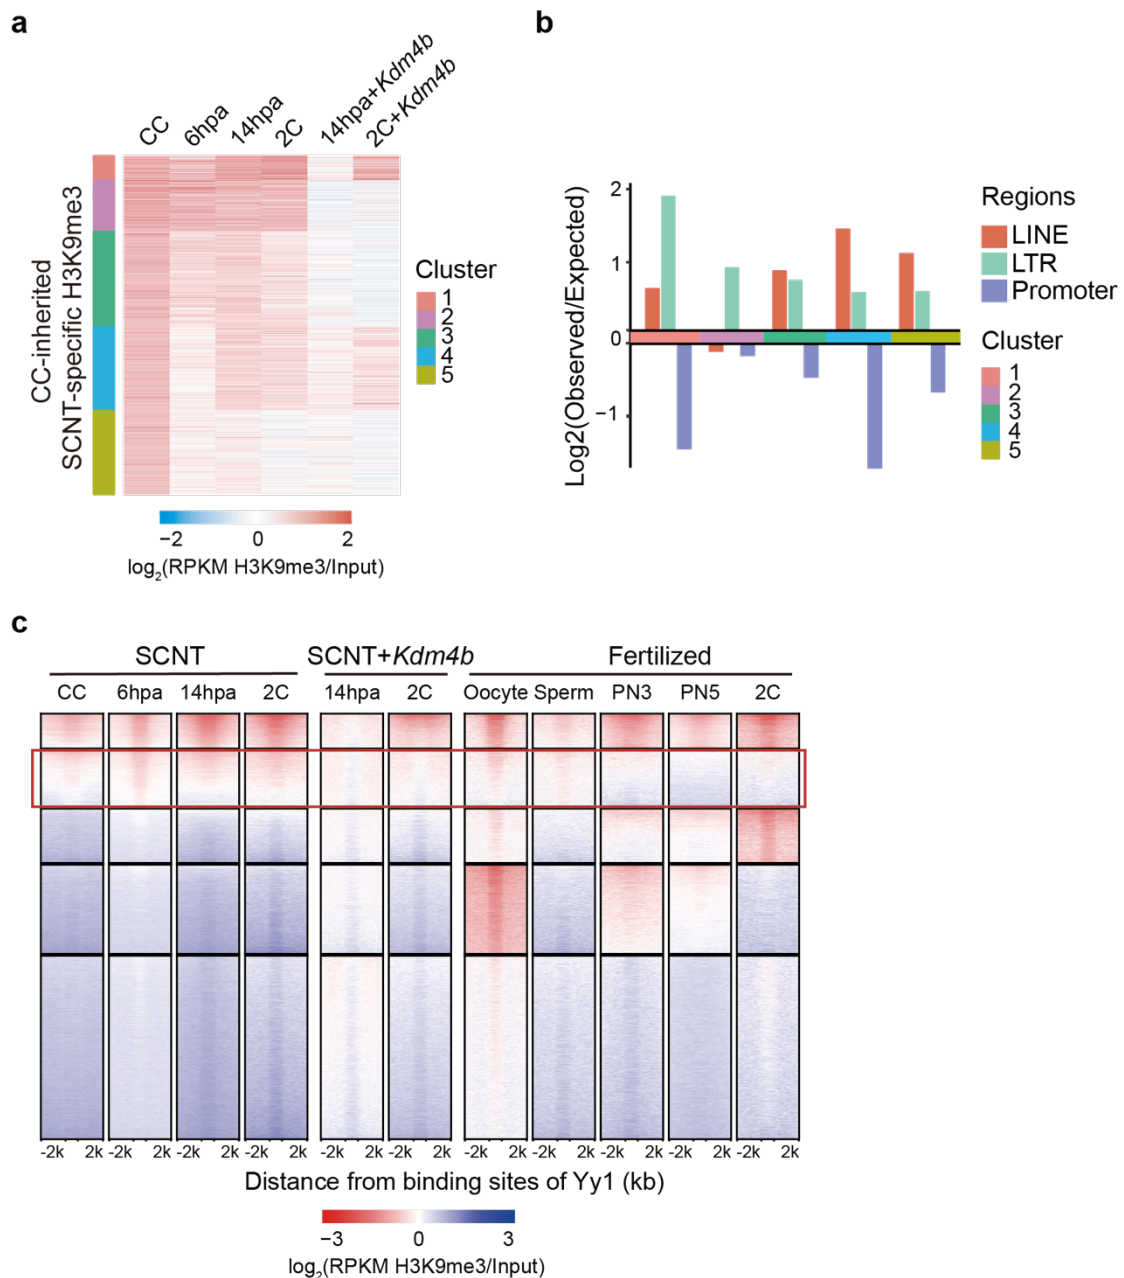 a
CC
6hpa
14hpa
2C
14hpa+Kdm4b
2C+Kdm4b
CC-inherited
SCNT-specific H3K9me3
Cluster
1
2
3
4
5
−2 0 2
log2(RPKM H3K9me3/Input)
b
Log2(Observed/Expected)
2
1
0
−1
Regions
LINE
LTR
Promoter
Cluster
1
2
3
4
5
c
SCNT SCNT+Kdm4b Fertilized
CC 6hpa 14hpa 2C 14hpa 2C Oocyte Sperm PN3 PN5 2C
-2k 2k -2k 2k -2k 2k -2k 2k -2k 2k -2k 2k -2k 2k -2k 2k -2k 2k -2k 2k -2k 2k
Distance from binding sites of Yy1 (kb)
−3 0 3
log2(RPKM H3K9me3/Input)